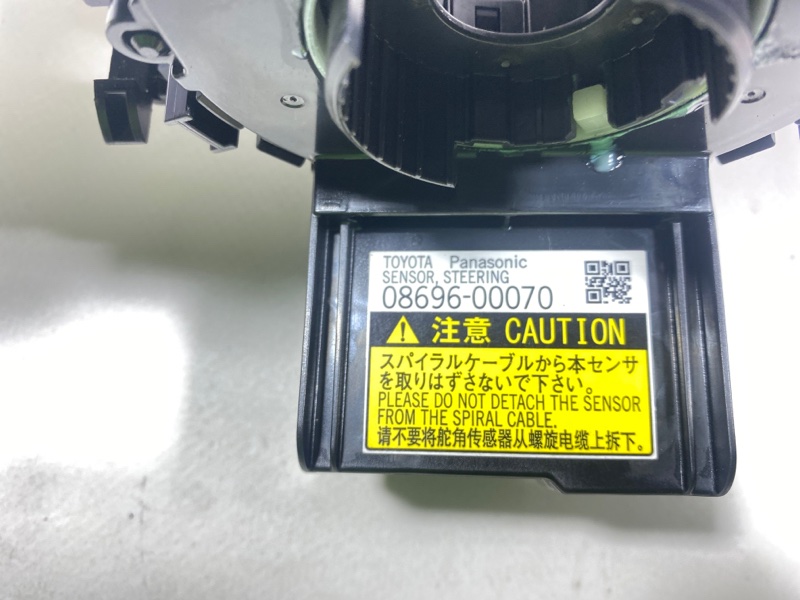 TOYOTA Panasonic
SENSOR, STEERING
08696-00070
注意 CAUTION
スパイラルケーブルから本センサ
を取りはずさないで下さい。
PLEASE DO NOT DETACH THE SENSOR
FROM THE SPIRAL CABLE.
请不要将舵角传感器从螺旋电缆上拆下。